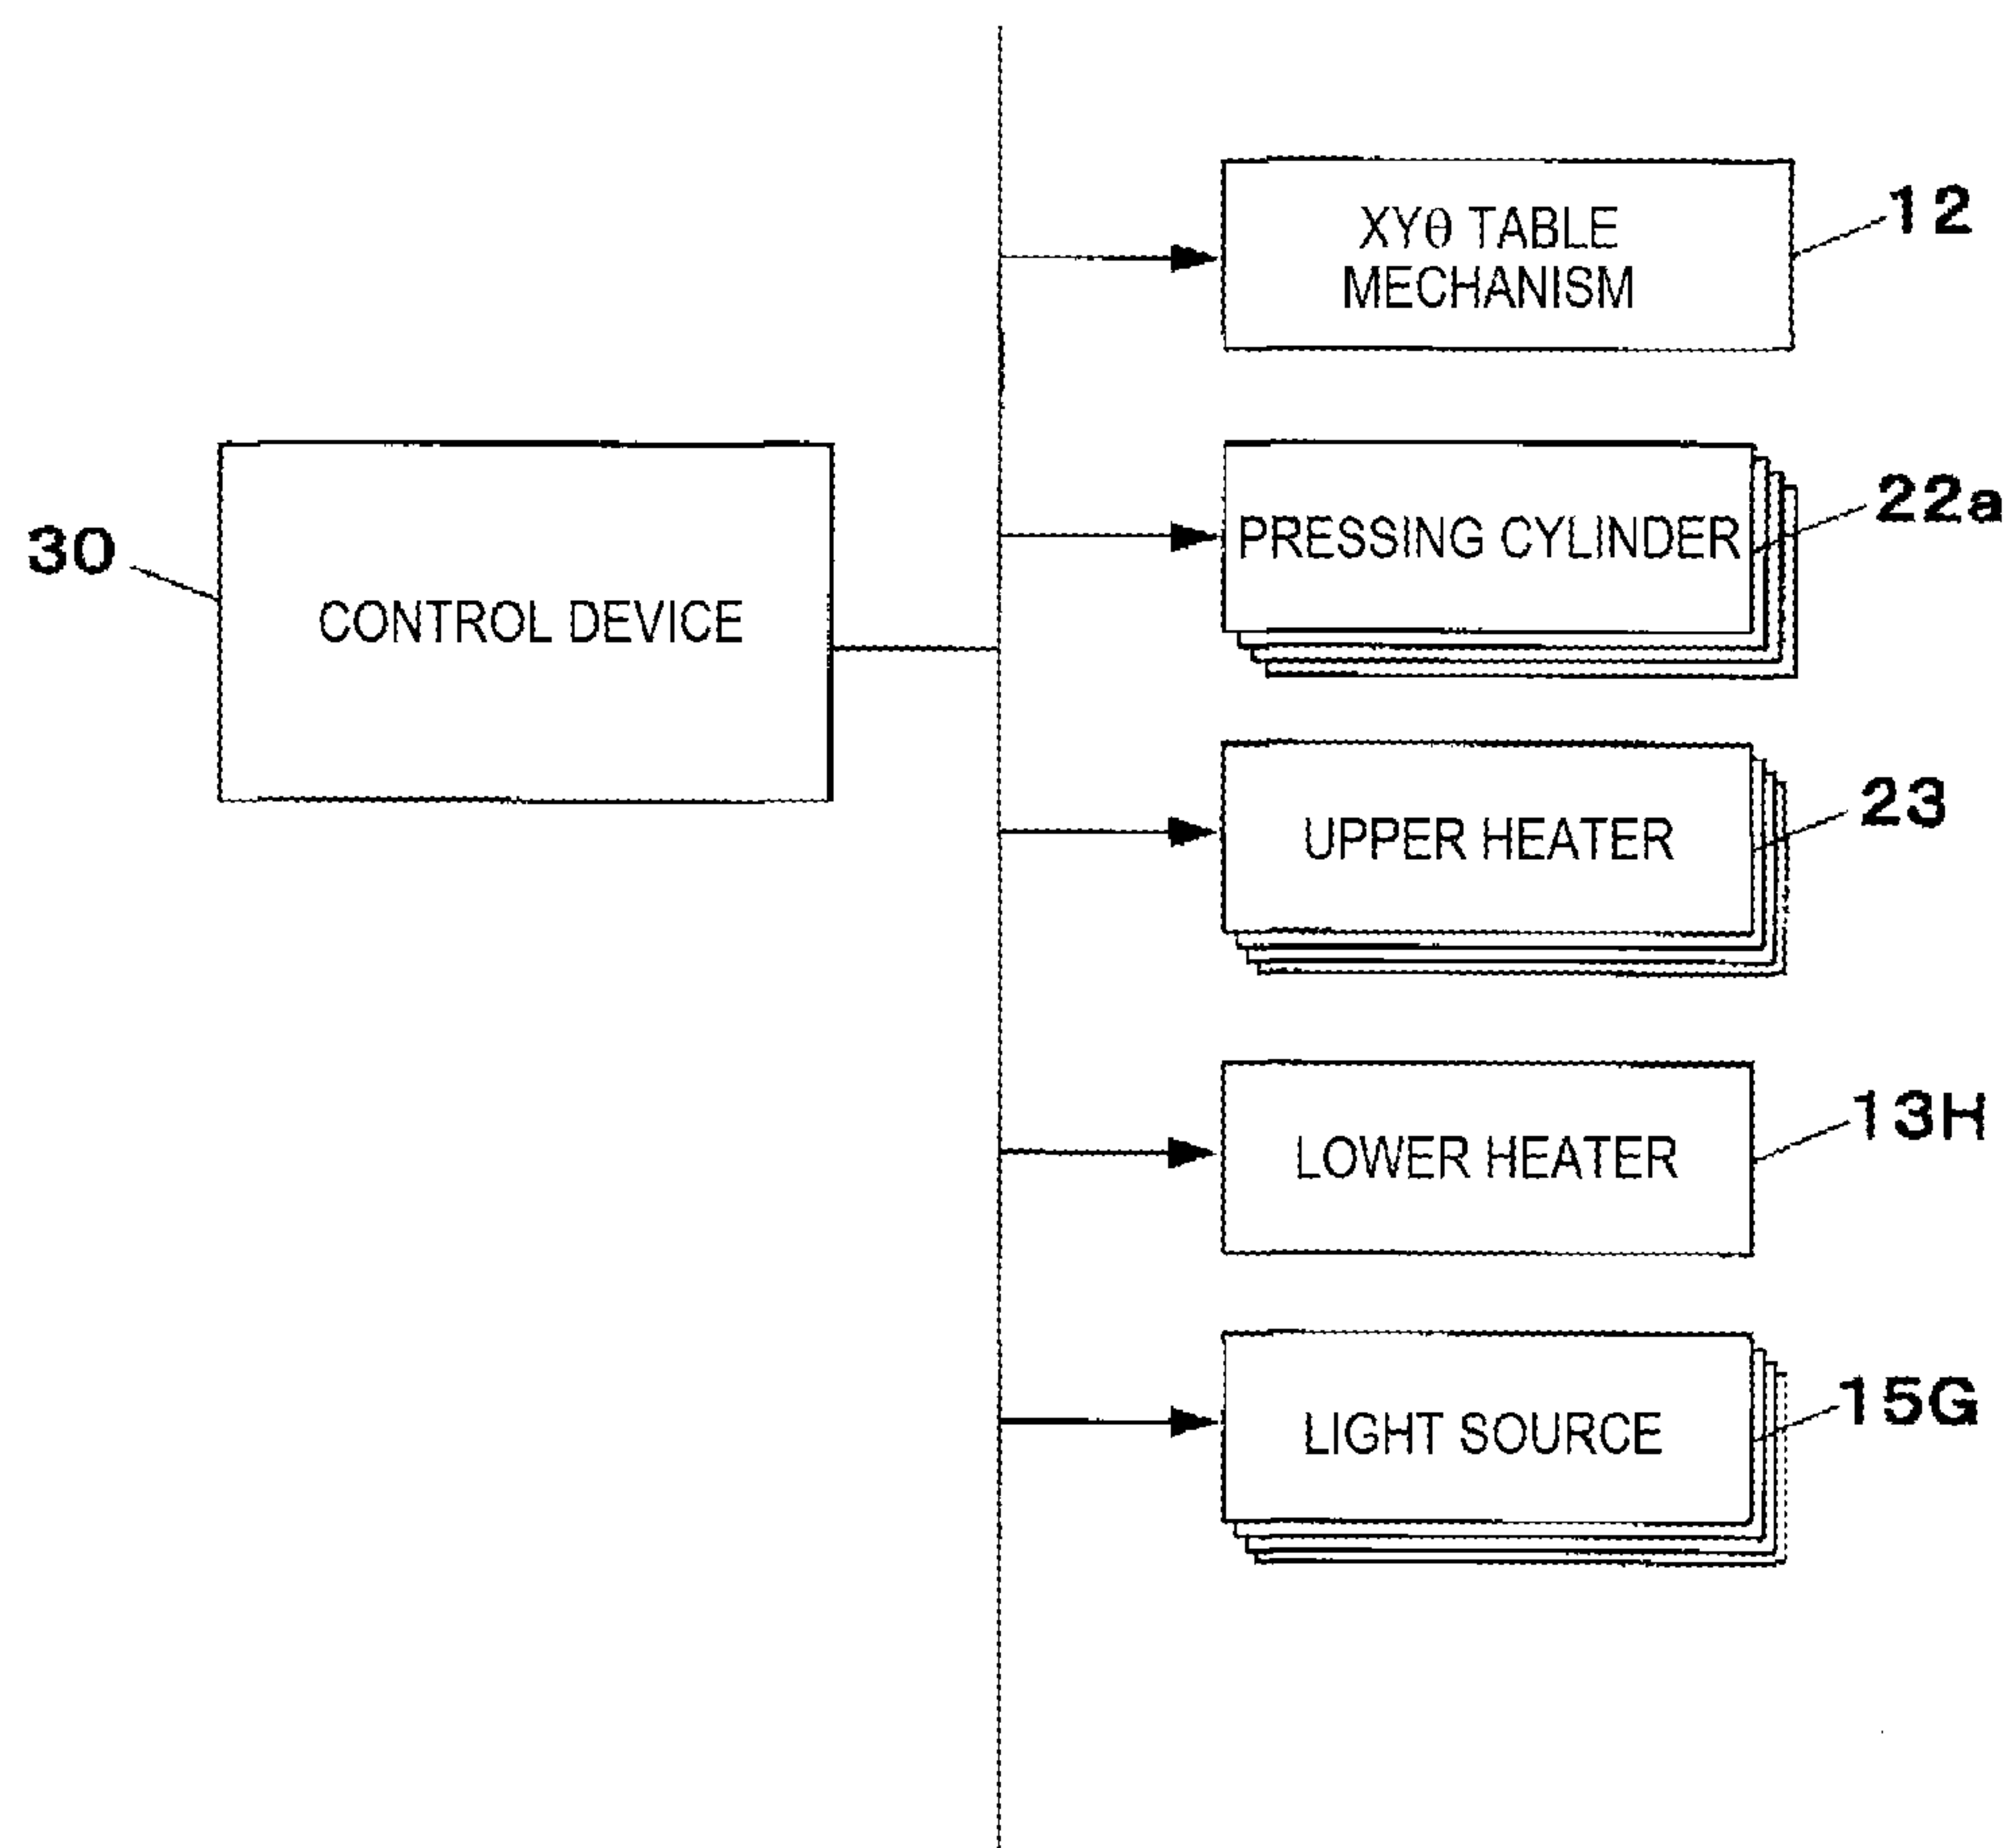 XYθ TABLE
MECHANISM
12
PRESSING CYLINDER
22a
30
CONTROL DEVICE
UPPER HEATER
23
LOWER HEATER
13H
LIGHT SOURCE
15G